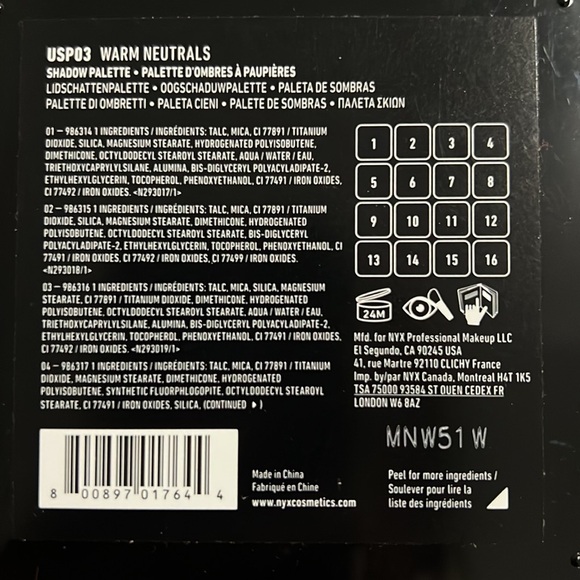 USP03 WARM NEUTRALS
SHADOW PALETTE • PALETTE D'OMBRES À PAUPIÈRES
LIDSCHATTENPALETTE • OOGSCHADUWPALETTE • PALETA DE SOMBRAS
PALETTE DI OMBRETTI • PALETA CIENI • PALETE DE SOMBRAS • ΠΑΛΕΤΑ ΣΚΙΩΝ
01 – 986314 1 INGREDIENTS / INGRÉDIENTS: TALC, MICA, CI 77891 / TITANIUM
DIOXIDE, SILICA, MAGNESIUM STEARATE, HYDROGENATED POLYISOBUTENE,
DIMETHICONE, OCTYLDODECYL STEAROYL STEARATE, AQUA / WATER / EAU,
TRIETHOXYCAPRYLYLSILANE, ALUMINA, BIS-DIGLYCERYL POLYACYLADIPATE-2,
ETHYLHEXYLGLYCERIN, TOCOPHEROL, PHENOXYETHANOL, CI 77491 / IRON OXIDES,
CI 77492 / IRON OXIDES. <N293017/1>
02 – 986315 1 INGREDIENTS / INGRÉDIENTS: TALC, MICA, CI 77891 / TITANIUM
DIOXIDE, SILICA, MAGNESIUM STEARATE, DIMETHICONE, HYDROGENATED
POLYISOBUTENE, OCTYLDODECYL STEAROYL STEARATE, BIS-DIGLYCERYL
POLYACYLADIPATE-2, ETHYLHEXYLGLYCERIN, TOCOPHEROL, PHENOXYETHANOL, CI
77491 / IRON OXIDES, CI 77492 / IRON OXIDES, CI 77499 / IRON OXIDES.
<N293018/1>
03 – 986316 1 INGREDIENTS / INGRÉDIENTS: TALC, MICA, SILICA, MAGNESIUM
STEARATE, CI 77891 / TITANIUM DIOXIDE, DIMETHICONE, HYDROGENATED
POLYISOBUTENE, OCTYLDODECYL STEAROYL STEARATE, AQUA / WATER / EAU,
TRIETHOXYCAPRYLYLSILANE, ALUMINA, BIS-DIGLYCERYL POLYACYLADIPATE-2,
ETHYLHEXYLGLYCERIN, TOCOPHEROL, PHENOXYETHANOL, CI 77491 / IRON OXIDES,
CI 77492 / IRON OXIDES. <N293019/1>
04 – 986317 1 INGREDIENTS / INGRÉDIENTS: TALC, MICA, CI 77891 / TITANIUM
DIOXIDE, MAGNESIUM STEARATE, DIMETHICONE, HYDROGENATED
POLYISOBUTENE, SYNTHETIC FLUORPHLOGOPITE, OCTYLDODECYL STEAROYL
STEARATE, CI 77491 / IRON OXIDES, SILICA, (CONTINUED ▸ )
1 2 3 4
5 6 7 8
9 10 11 12
13 14 15 16
24M
Mfd. for NYX Professional Makeup LLC
El Segundo, CA 90245 USA
41, rue Martre 92110 CLICHY France
Imp. by/par NYX Canada, Montreal H4T 1K5
TSA 75000 93584 ST OUEN CEDEX FR
LONDON W6 8AZ
MNW51W
8 00897 01764 4
Made in China
Fabriqué en Chine
www.nyxcosmetics.com
Peel for more ingredients /
Soulever pour lire la
liste des ingrédients